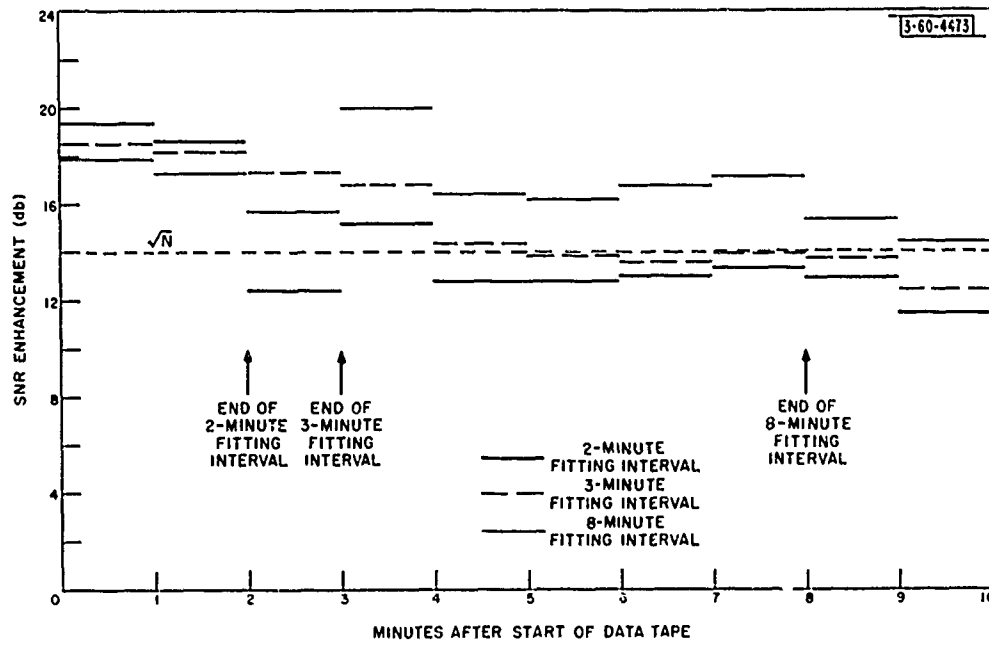 3-60-4473
24
20
16
12
8
4
0
SNR ENHANCEMENT (db)
√N
END OF
2-MINUTE
FITTING
INTERVAL
END OF
3-MINUTE
FITTING
INTERVAL
END OF
8-MINUTE
FITTING
INTERVAL
2-MINUTE
FITTING INTERVAL
3-MINUTE
FITTING INTERVAL
8-MINUTE
FITTING INTERVAL
1 2 3 4 5 6 7 8 9 10
MINUTES AFTER START OF DATA TAPE